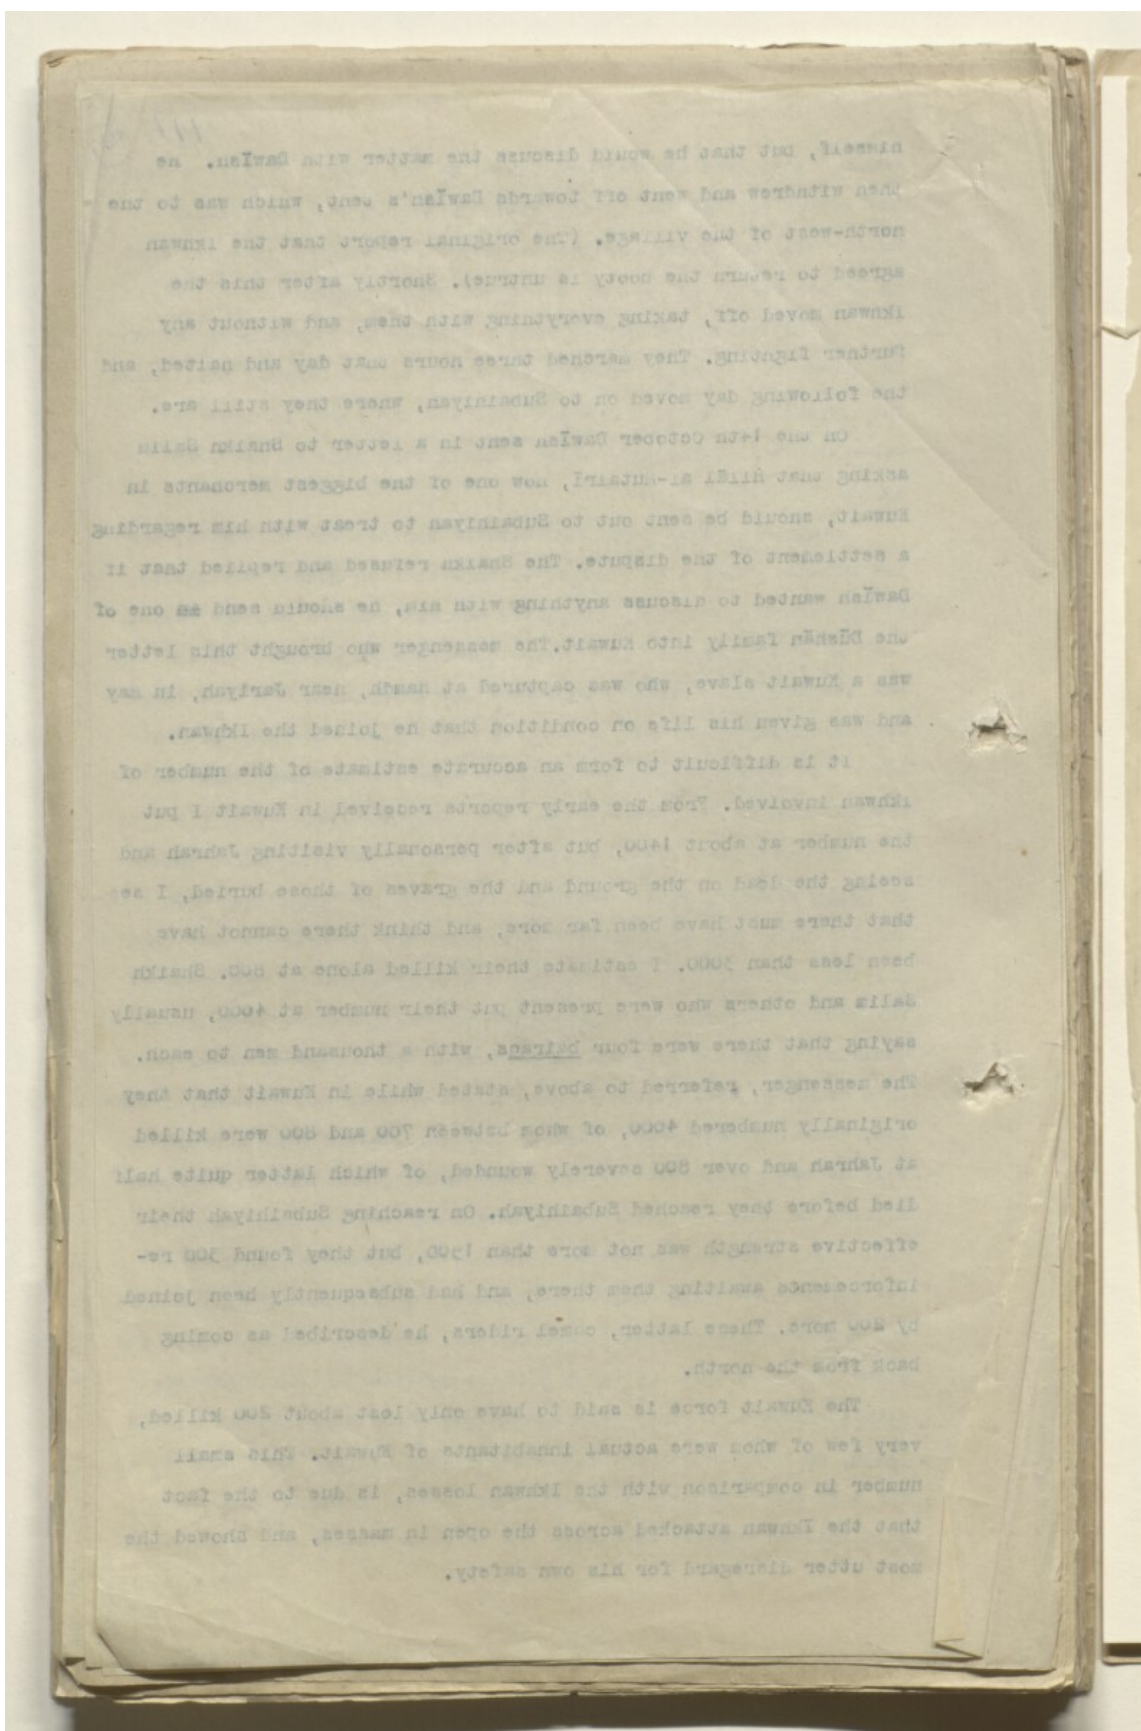 himself, but that he would discuss the matter with Dawīsh. He
then withdrew and went off towards Dawīsh's tent, which was to the
north-west of the village. (The original report that the Ikhwan
agreed to return the booty is untrue). Shortly after this the
Ikhwan moved off, taking everything with them, and without any
further fighting. They marched three hours that day and halted, and
the following day moved on to Subaihiyah, where they still are.
On the 14th October Dawīsh sent in a letter to Shaikh Salim
asking that Hilāl al-Mutairī, now one of the biggest merchants in
Kuwait, should be sent out to Subaihiyah to treat with him regarding
a settlement of the dispute. The Shaikh refused and replied that if
Dawīsh wanted to discuss anything with him, he should send one of
the Dūshān family into Kuwait. The messenger who brought this letter
was a Kuwait slave, who was captured at Hamdh, near Jariyah, in May
and was given his life on condition that he joined the Ikhwan.
It is difficult to form an accurate estimate of the number of
Ikhwan involved. From the early reports received in Kuwait I put
the number at about 1400, but after personally visiting Jahrah and
seeing the dead on the ground and the graves of those buried, I see
that there must have been far more, and think there cannot have
been less than 3000. I estimate their killed alone at 800. Shaikh
Salim and others who were present put their number at 4000, usually
saying that there were four bairaqs, with a thousand men to each.
The messenger, referred to above, stated while in Kuwait that they
originally numbered 4000, of whom between 700 and 800 were killed
at Jahrah and over 800 severely wounded, of which latter quite half
died before they reached Subaihiyah. On reaching Subaihiyah their
effective strength was not more than 1500, but they found 300 re-
inforcements awaiting them there, and had subsequently been joined
by 200 more. These latter, camel riders, he described as coming
back from the north.
The Kuwait force is said to have only lost about 200 killed,
very few of whom were actual inhabitants of Kuwait. This small
number in comparison with the Ikhwan losses, is due to the fact
that the Ikhwan attacked across the open in masses, and showed the
most utter disregard for his own safety.